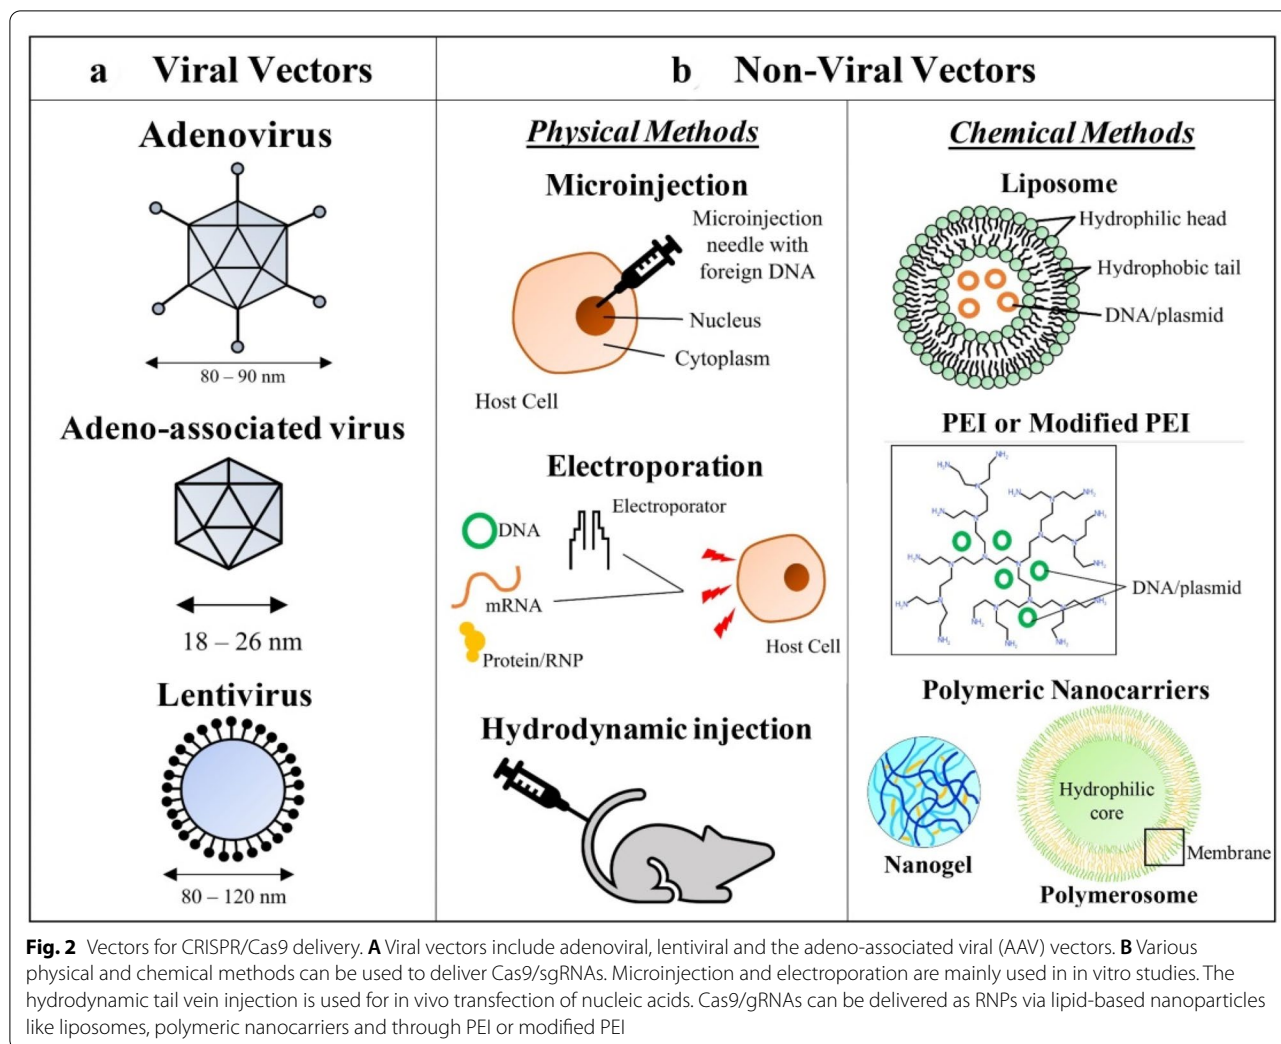 a Viral Vectors
b Non-Viral Vectors
Adenovirus
80 – 90 nm
Adeno-associated virus
18 – 26 nm
Lentivirus
80 – 120 nm
Physical Methods
Microinjection
Microinjection
needle with
foreign DNA
Nucleus
Cytoplasm
Host Cell
Electroporation
Electroporator
DNA
mRNA
Protein/RNP
Host Cell
Hydrodynamic injection
Chemical Methods
Liposome
Hydrophilic head
Hydrophobic tail
DNA/plasmid
PEI or Modified PEI
DNA/plasmid
Polymeric Nanocarriers
Nanogel
Hydrophilic
core
Membrane
Polymerosome
Fig. 2 Vectors for CRISPR/Cas9 delivery. A Viral vectors include adenoviral, lentiviral and the adeno-associated viral (AAV) vectors. B Various
physical and chemical methods can be used to deliver Cas9/sgRNAs. Microinjection and electroporation are mainly used in in vitro studies. The
hydrodynamic tail vein injection is used for in vivo transfection of nucleic acids. Cas9/gRNAs can be delivered as RNPs via lipid-based nanoparticles
like liposomes, polymeric nanocarriers and through PEI or modified PEI